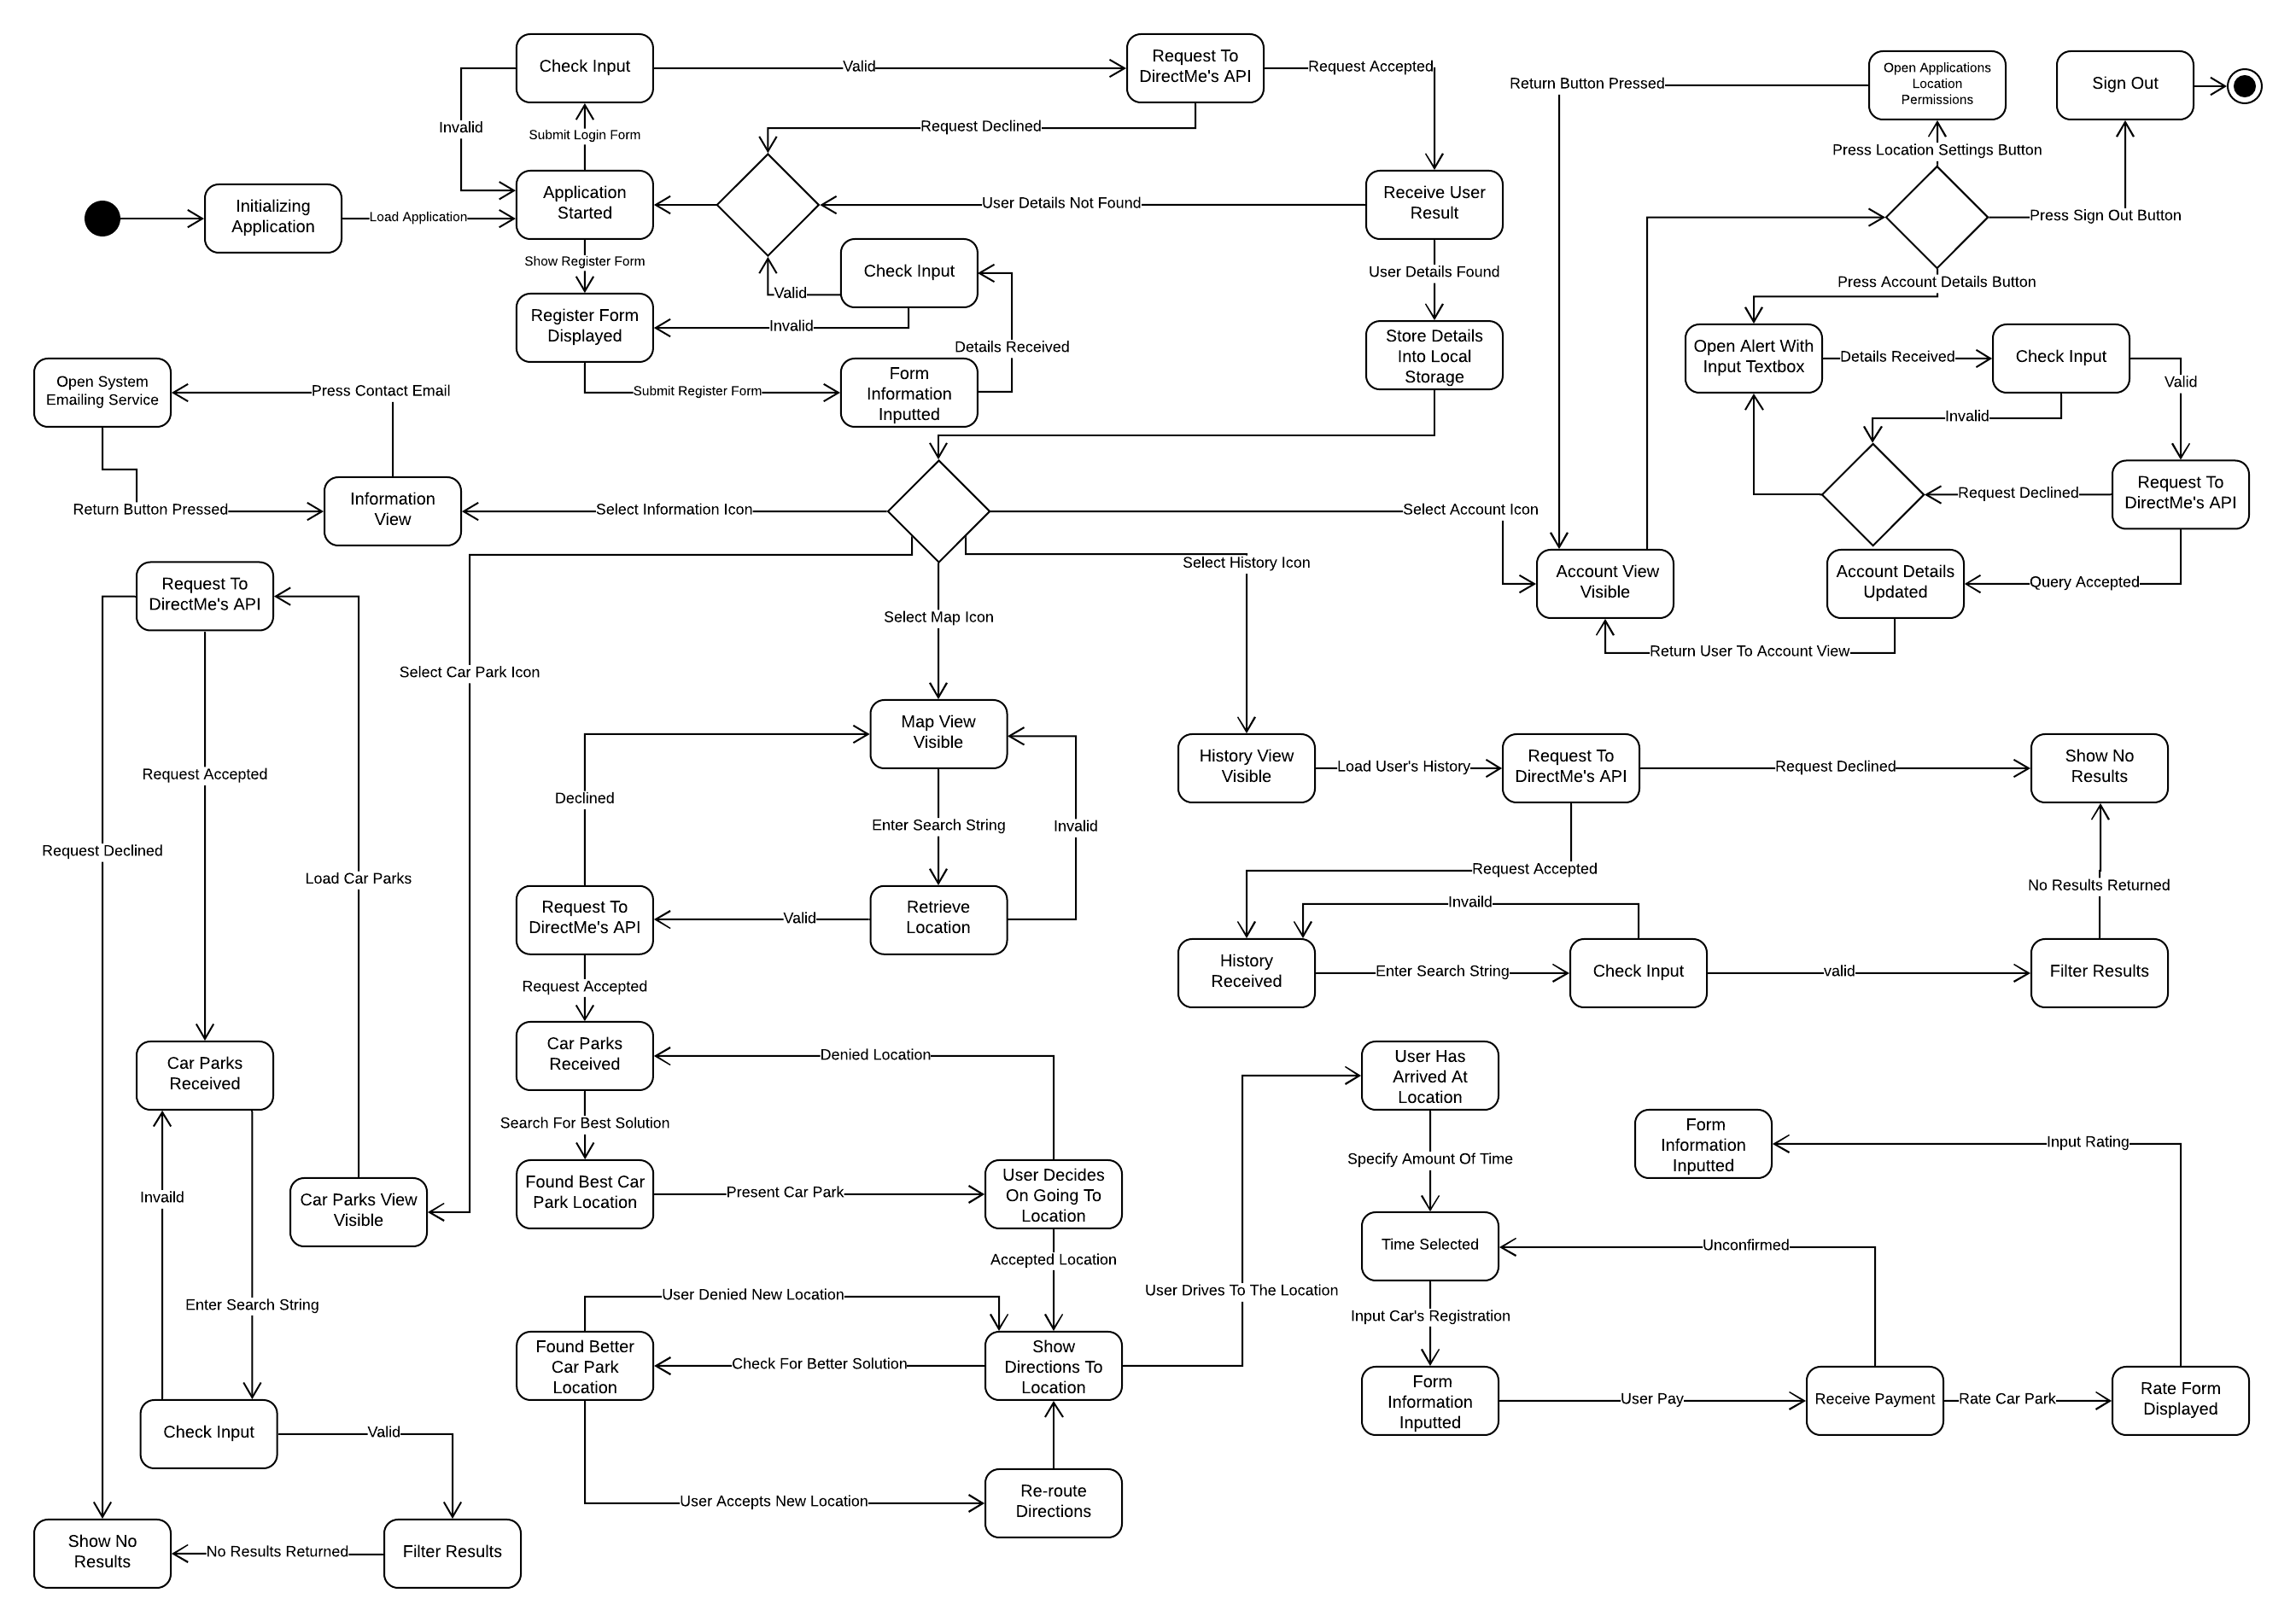 Check Input
Valid
Request To
DirectMe's API
Request Accepted
Return Button Pressed
Open Applications
Location
Permissions
Sign Out
Invalid
Submit Login Form
Request Declined
Press Location Settings Button
Initializing
Application
Load Application
Application
Started
User Details Not Found
Receive User
Result
Press Sign Out Button
Show Register Form
Check Input
User Details Found
Press Account Details Button
Valid
Register Form
Displayed
Invalid
Details Received
Store Details
Into Local
Storage
Open Alert With
Input Textbox
Details Received
Check Input
Valid
Open System
Emailing Service
Press Contact Email
Submit Register Form
Form
Information
Inputted
Invalid
Return Button Pressed
Information
View
Select Information Icon
Select Account Icon
Request Declined
Request To
DirectMe's API
Select History Icon
Account View
Visible
Account Details
Updated
Query Accepted
Request To
DirectMe's API
Select Map Icon
Return User To Account View
Select Car Park Icon
Map View
Visible
History View
Visible
Load User's History
Request To
DirectMe's API
Request Declined
Show No
Results
Request Accepted
Declined
Enter Search String
Invalid
Request Declined
Load Car Parks
Request Accepted
No Results Returned
Request To
DirectMe's API
Valid
Retrieve
Location
Invaild
History
Received
Enter Search String
Check Input
valid
Filter Results
Request Accepted
Car Parks
Received
Car Parks
Received
Denied Location
User Has
Arrived At
Location
Search For Best Solution
Form
Information
Inputted
Input Rating
Specify Amount Of Time
Invaild
Car Parks View
Visible
Found Best Car
Park Location
Present Car Park
User Decides
On Going To
Location
Time Selected
Unconfirmed
Accepted Location
Enter Search String
User Denied New Location
User Drives To The Location
Input Car's Registration
Found Better
Car Park
Location
Check For Better Solution
Show
Directions To
Location
Form
Information
Inputted
User Pay
Receive Payment
Rate Car Park
Rate Form
Displayed
Check Input
Valid
User Accepts New Location
Re-route
Directions
Show No
Results
No Results Returned
Filter Results